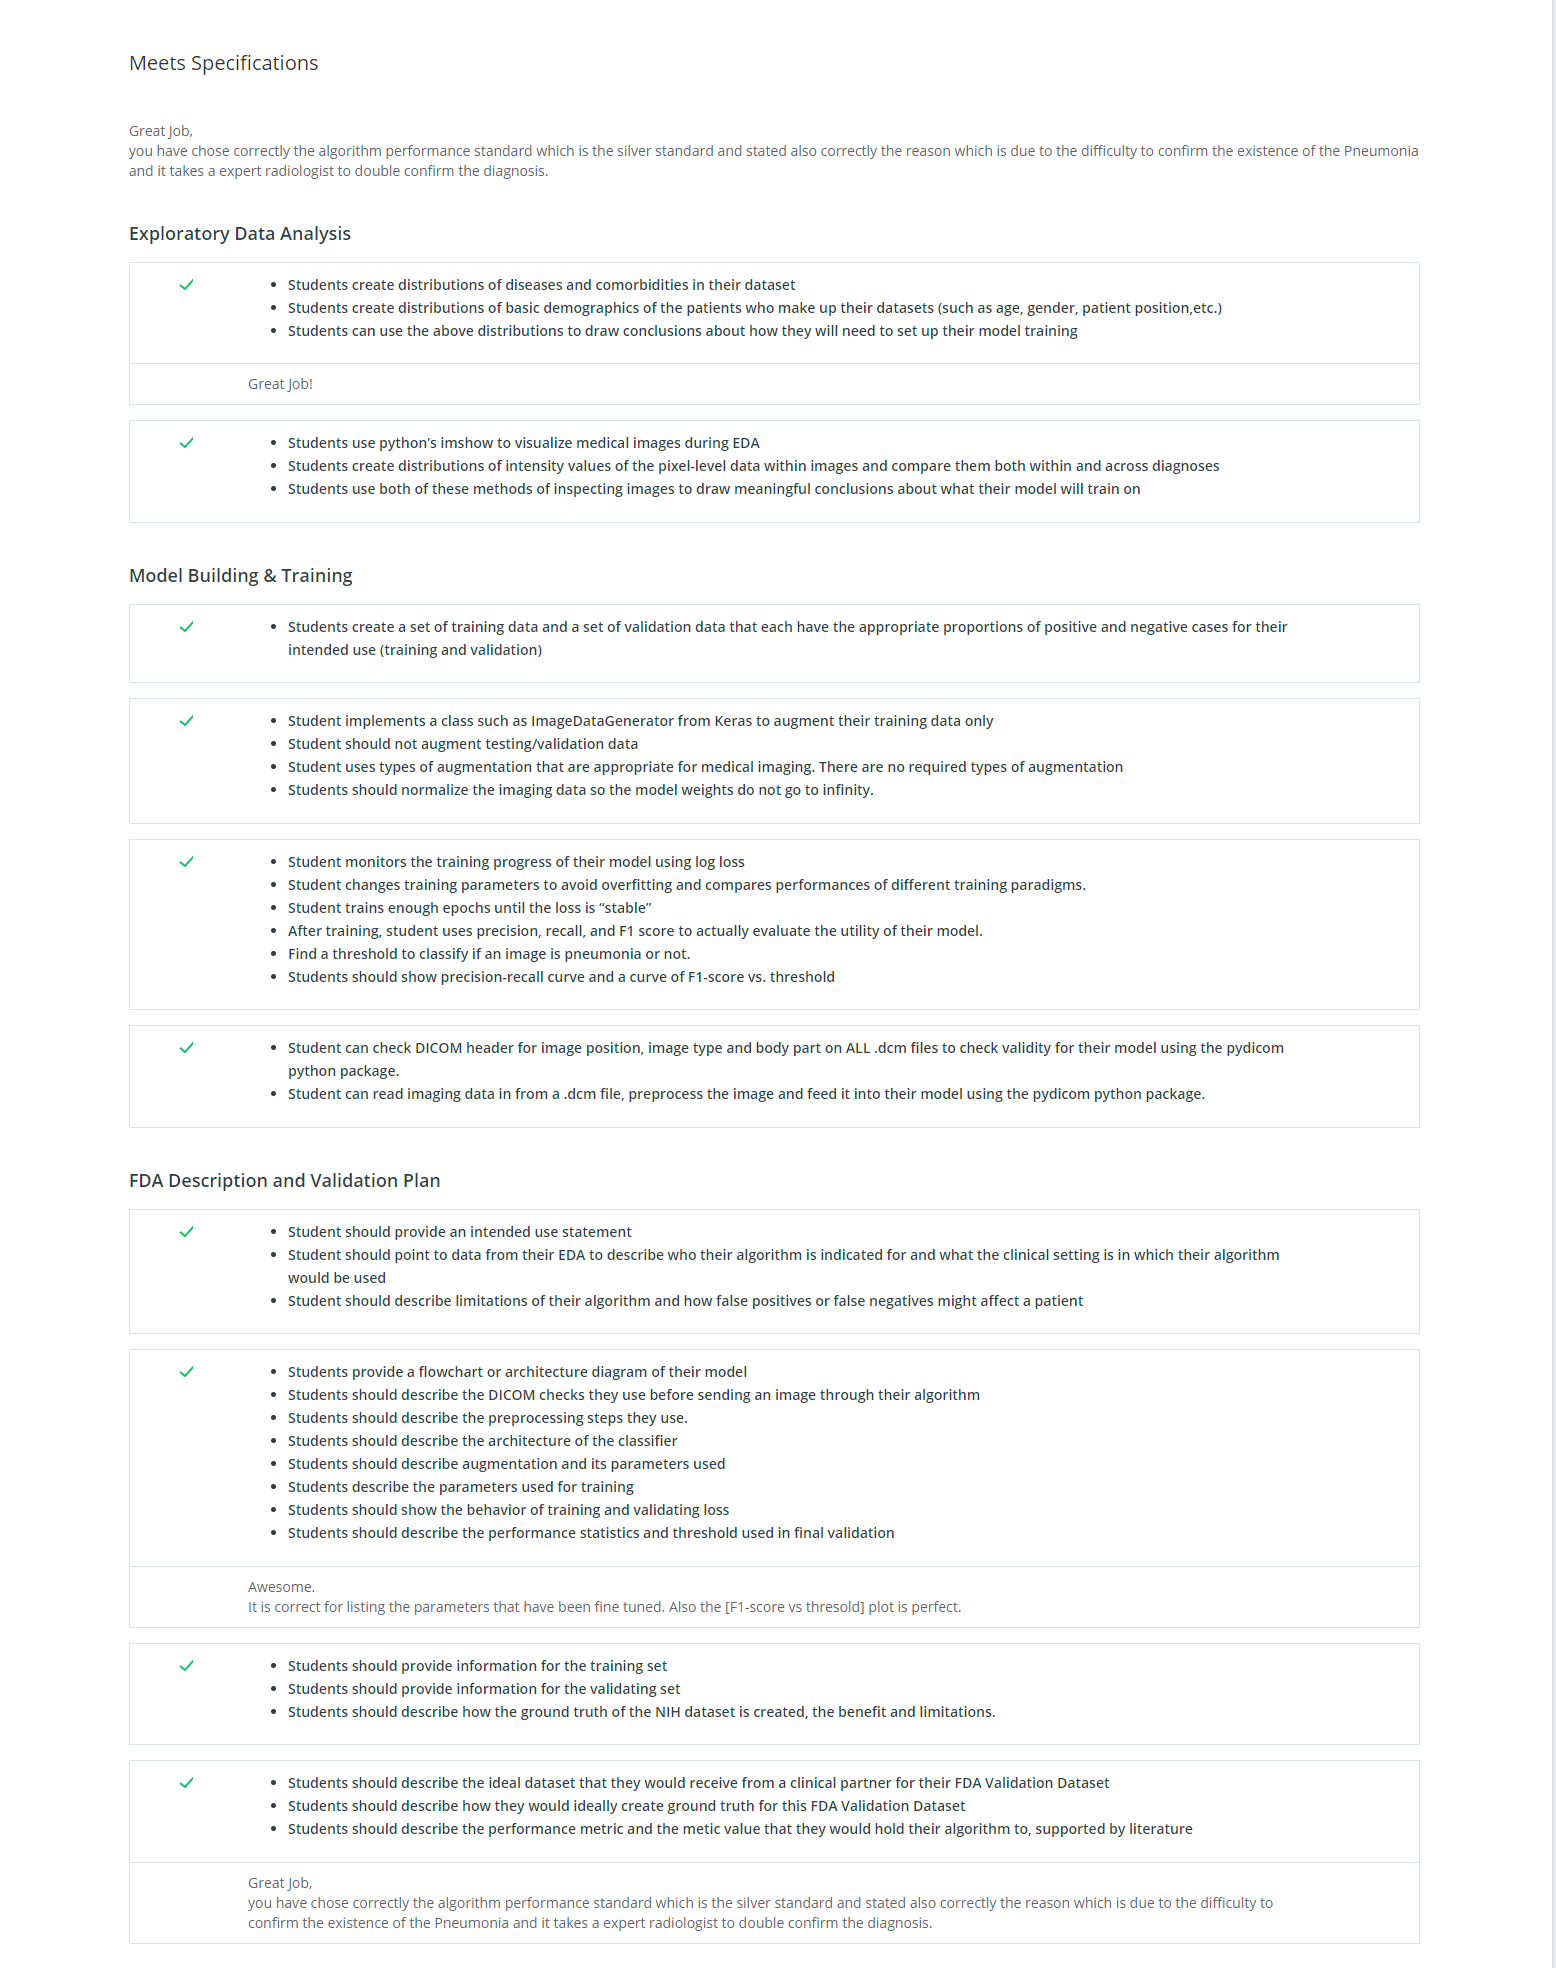 Meets Specifications
Great Job,
you have chose correctly the algorithm performance standard which is the silver standard and stated also correctly the reason which is due to the difficulty to confirm the existence of the Pneumonia
and it takes a expert radiologist to double confirm the diagnosis.
Exploratory Data Analysis
Students create distributions of diseases and comorbidities in their dataset
Students create distributions of basic demographics of the patients who make up their datasets (such as age, gender, patient position,etc.)
Students can use the above distributions to draw conclusions about how they will need to set up their model training
Great Job!
Students use python’s imshow to visualize medical images during EDA
Students create distributions of intensity values of the pixel-level data within images and compare them both within and across diagnoses
Students use both of these methods of inspecting images to draw meaningful conclusions about what their model will train on
Model Building & Training
Students create a set of training data and a set of validation data that each have the appropriate proportions of positive and negative cases for their
intended use (training and validation)
Student implements a class such as ImageDataGenerator from Keras to augment their training data only
Student should not augment testing/validation data
Student uses types of augmentation that are appropriate for medical imaging. There are no required types of augmentation
Students should normalize the imaging data so the model weights do not go to infinity.
Student monitors the training progress of their model using log loss
Student changes training parameters to avoid overfitting and compares performances of different training paradigms.
Student trains enough epochs until the loss is “stable”
After training, student uses precision, recall, and F1 score to actually evaluate the utility of their model.
Find a threshold to classify if an image is pneumonia or not.
Students should show precision-recall curve and a curve of F1-score vs. threshold
Student can check DICOM header for image position, image type and body part on ALL .dcm files to check validity for their model using the pydicom
python package.
Student can read imaging data in from a .dcm file, preprocess the image and feed it into their model using the pydicom python package.
FDA Description and Validation Plan
Student should provide an intended use statement
Student should point to data from their EDA to describe who their algorithm is indicated for and what the clinical setting is in which their algorithm
would be used
Student should describe limitations of their algorithm and how false positives or false negatives might affect a patient
Students provide a flowchart or architecture diagram of their model
Students should describe the DICOM checks they use before sending an image through their algorithm
Students should describe the preprocessing steps they use.
Students should describe the architecture of the classifier
Students should describe augmentation and its parameters used
Students describe the parameters used for training
Students should show the behavior of training and validating loss
Students should describe the performance statistics and threshold used in final validation
Awesome.
It is correct for listing the parameters that have been fine tuned. Also the [F1-score vs thresold] plot is perfect.
Students should provide information for the training set
Students should provide information for the validating set
Students should describe how the ground truth of the NIH dataset is created, the benefit and limitations.
Students should describe the ideal dataset that they would receive from a clinical partner for their FDA Validation Dataset
Students should describe how they would ideally create ground truth for this FDA Validation Dataset
Students should describe the performance metric and the metic value that they would hold their algorithm to, supported by literature
Great Job,
you have chose correctly the algorithm performance standard which is the silver standard and stated also correctly the reason which is due to the difficulty to
confirm the existence of the Pneumonia and it takes a expert radiologist to double confirm the diagnosis.